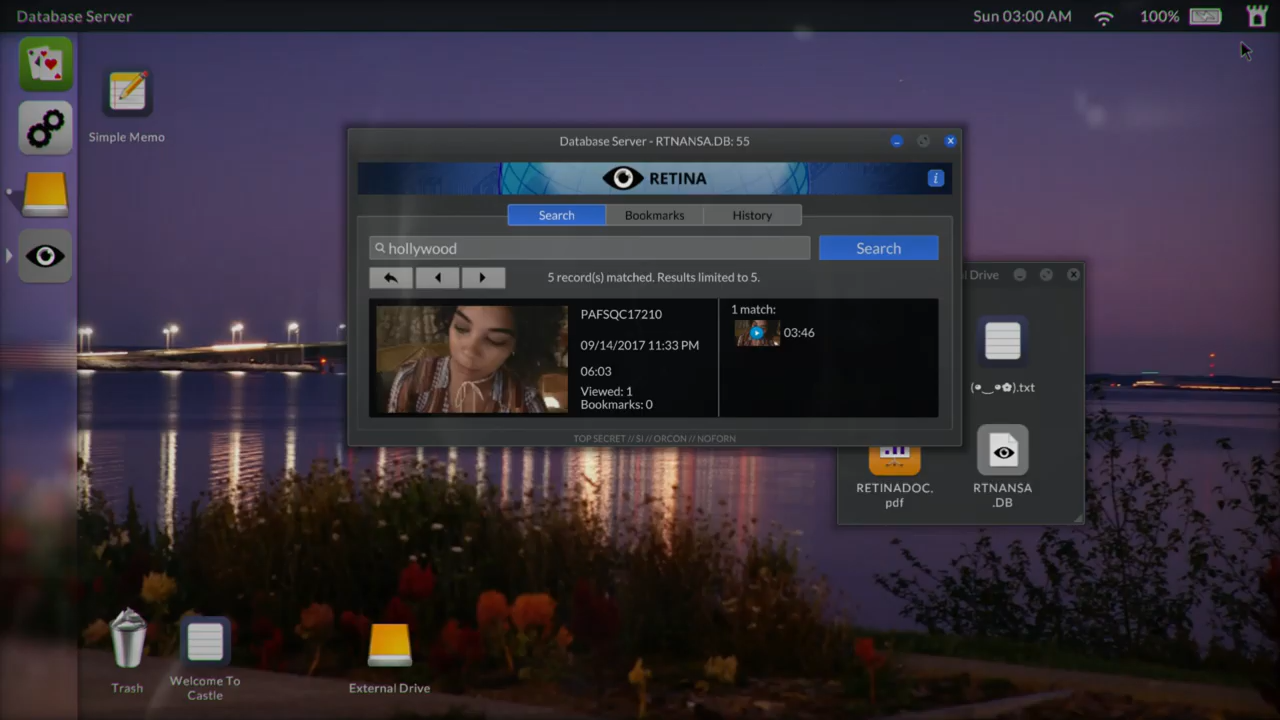 Database Server
Sun 03:00 AM
100%
Simple Memo
Database Server - RTNANSA.DB: 55
RETINA
i
Search
Bookmarks
History
hollywood
Search
5 record(s) matched. Results limited to 5.
PAFSQC17210
09/14/2017 11:33 PM
06:03
Viewed: 1
Bookmarks: 0
1 match:
03:46
TOP SECRET // SI // ORCON // NOFORN
l Drive
(•‿•✿).txt
RETINADOC.
pdf
RTNANSA
.DB
Trash
Welcome To
Castle
External Drive